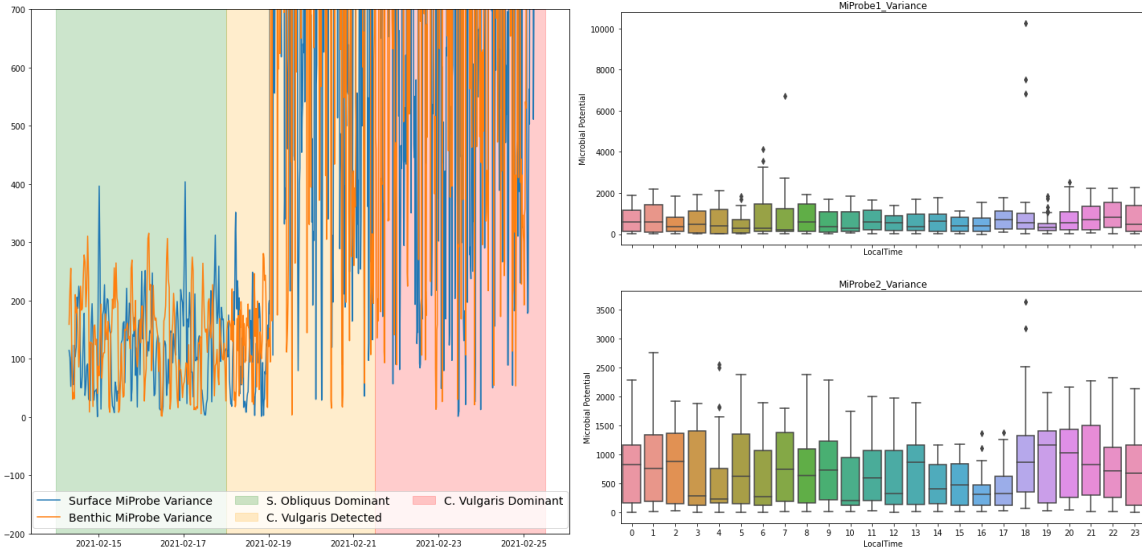 700
600
500
400
300
200
100
0
−100
−200
Surface MiProbe Variance
Benthic MiProbe Variance
S. Obliquus Dominant
C. Vulgaris Detected
C. Vulgaris Dominant
2021-02-15 2021-02-17 2021-02-19 2021-02-21 2021-02-23 2021-02-25
MiProbe1_Variance
Microbial Potential
10000
8000
6000
4000
2000
0
LocalTime
MiProbe2_Variance
Microbial Potential
3500
3000
2500
2000
1500
1000
500
0
0 1 2 3 4 5 6 7 8 9 10 11 12 13 14 15 16 17 18 19 20 21 22 23
LocalTime